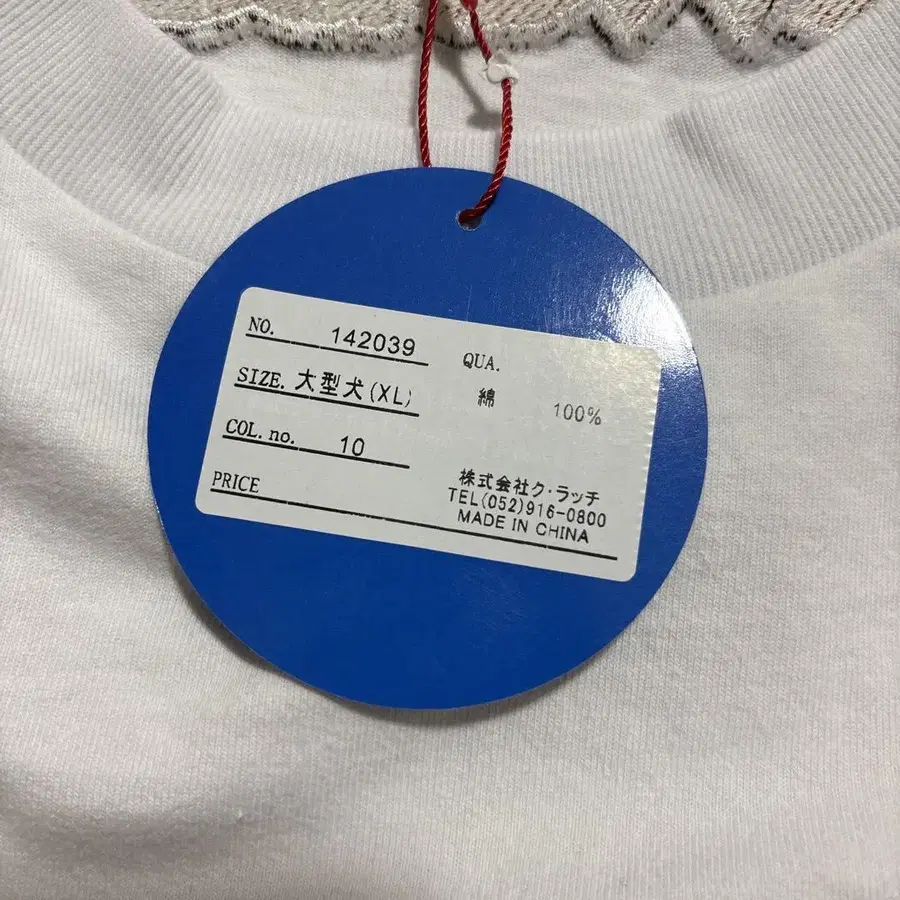 NO. 142039
SIZE. 大型犬(XL)
COL. no. 10
PRICE
QUA.
綿 100%
株式会社ク・ラッチ
TEL(052)916-0800
MADE IN CHINA